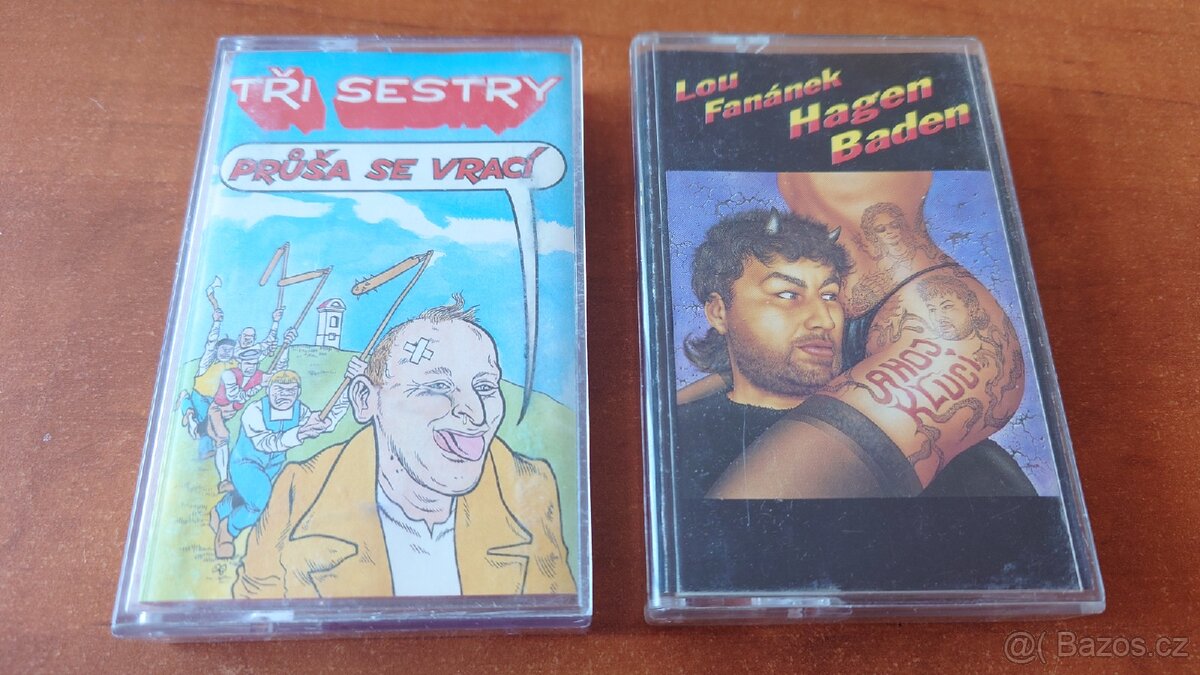 TŘI SESTRY
PRŮŠA SE VRACÍ
Lou
Fanánek
Hagen
Baden
AHOJ
KLUCI
@( Bazos.cz